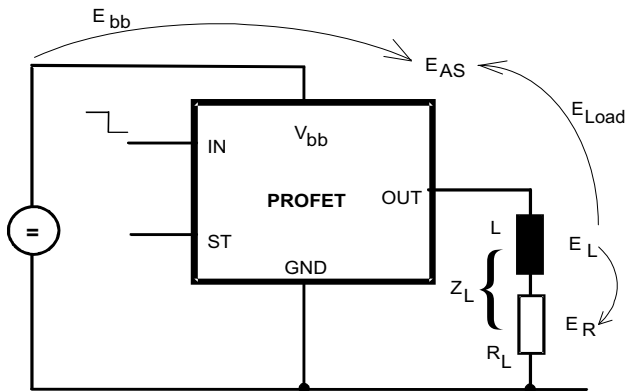 E bb
E AS
E Load
V bb
IN
PROFET
OUT
=
ST
L
E L
GND
Z L
{
R L
E R